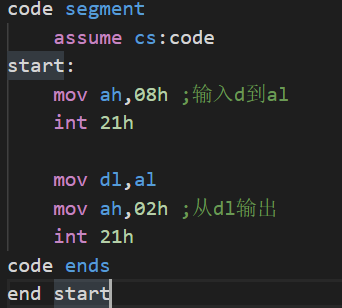 code segment
    assume cs:code
start:
    mov ah,08h ;输入d到al
    int 21h

    mov dl,al
    mov ah,02h ;从dl输出
    int 21h
code ends
end start